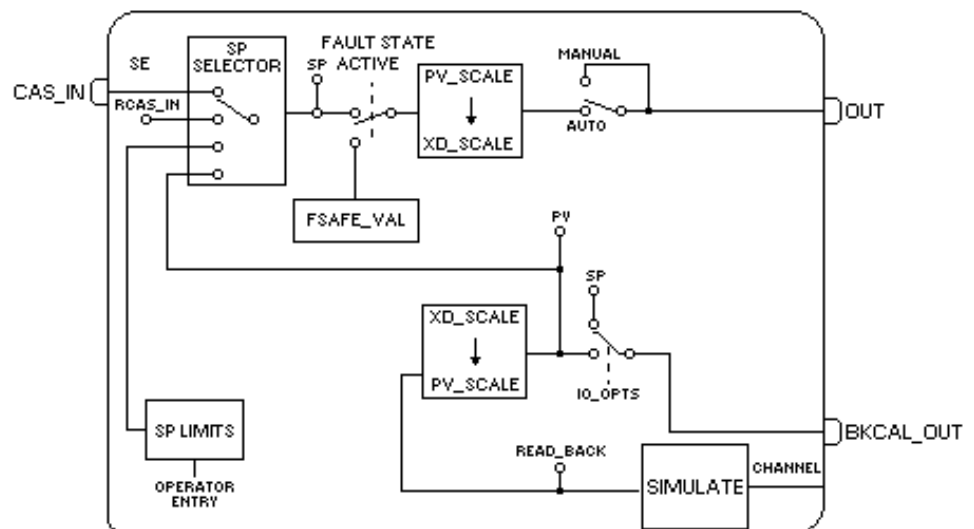 SP
SELECTOR
SE
CAS_IN
RCAS_IN
FAULT STATE
ACTIVE
SP
PV_SCALE
XD_SCALE
MANUAL
AUTO
OUT
FSAFE_VAL
PV
SP
XD_SCALE
PV_SCALE
IO_OPTS
SP LIMITS
OPERATOR
ENTRY
READ_BACK
SIMULATE
CHANNEL
BKCAL_OUT